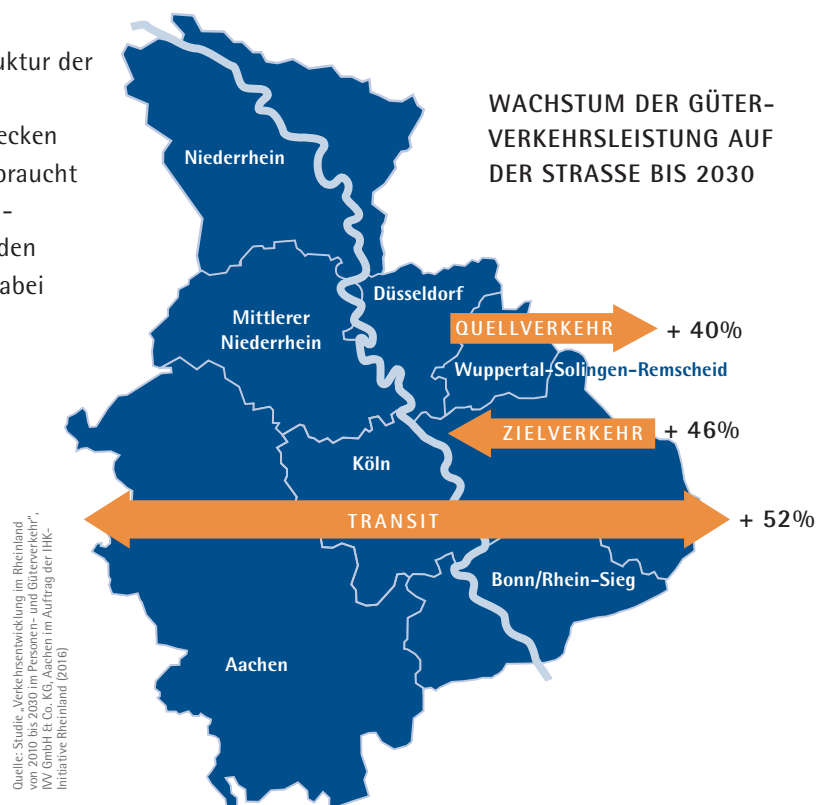 uktur der
ecken
braucht
-
den
abei
WACHSTUM DER GÜTER-
VERKEHRSLEISTUNG AUF
DER STRASSE BIS 2030
Niederrhein
Düsseldorf
Mittlerer
Niederrhein
QUELLVERKEHR + 40%
Wuppertal-Solingen-Remscheid
ZIELVERKEHR + 46%
Köln
TRANSIT + 52%
Bonn/Rhein-Sieg
Aachen
Quelle: Studie „Verkehrsentwicklung im Rheinland
von 2010 bis 2030 im Personen- und Güterverkehr“,
IVV GmbH & Co. KG, Aachen im Auftrag der IHK-
Initiative Rheinland (2016)